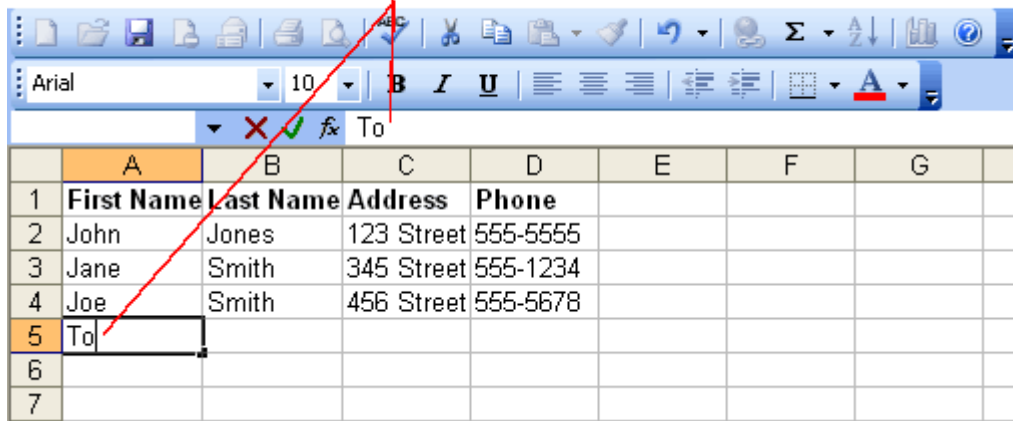 ABC
Arial 10 B I U A
fx To
A B C D E F G
1 First Name Last Name Address Phone
2 John Jones 123 Street 555-5555
3 Jane Smith 345 Street 555-1234
4 Joe Smith 456 Street 555-5678
5 To
6
7